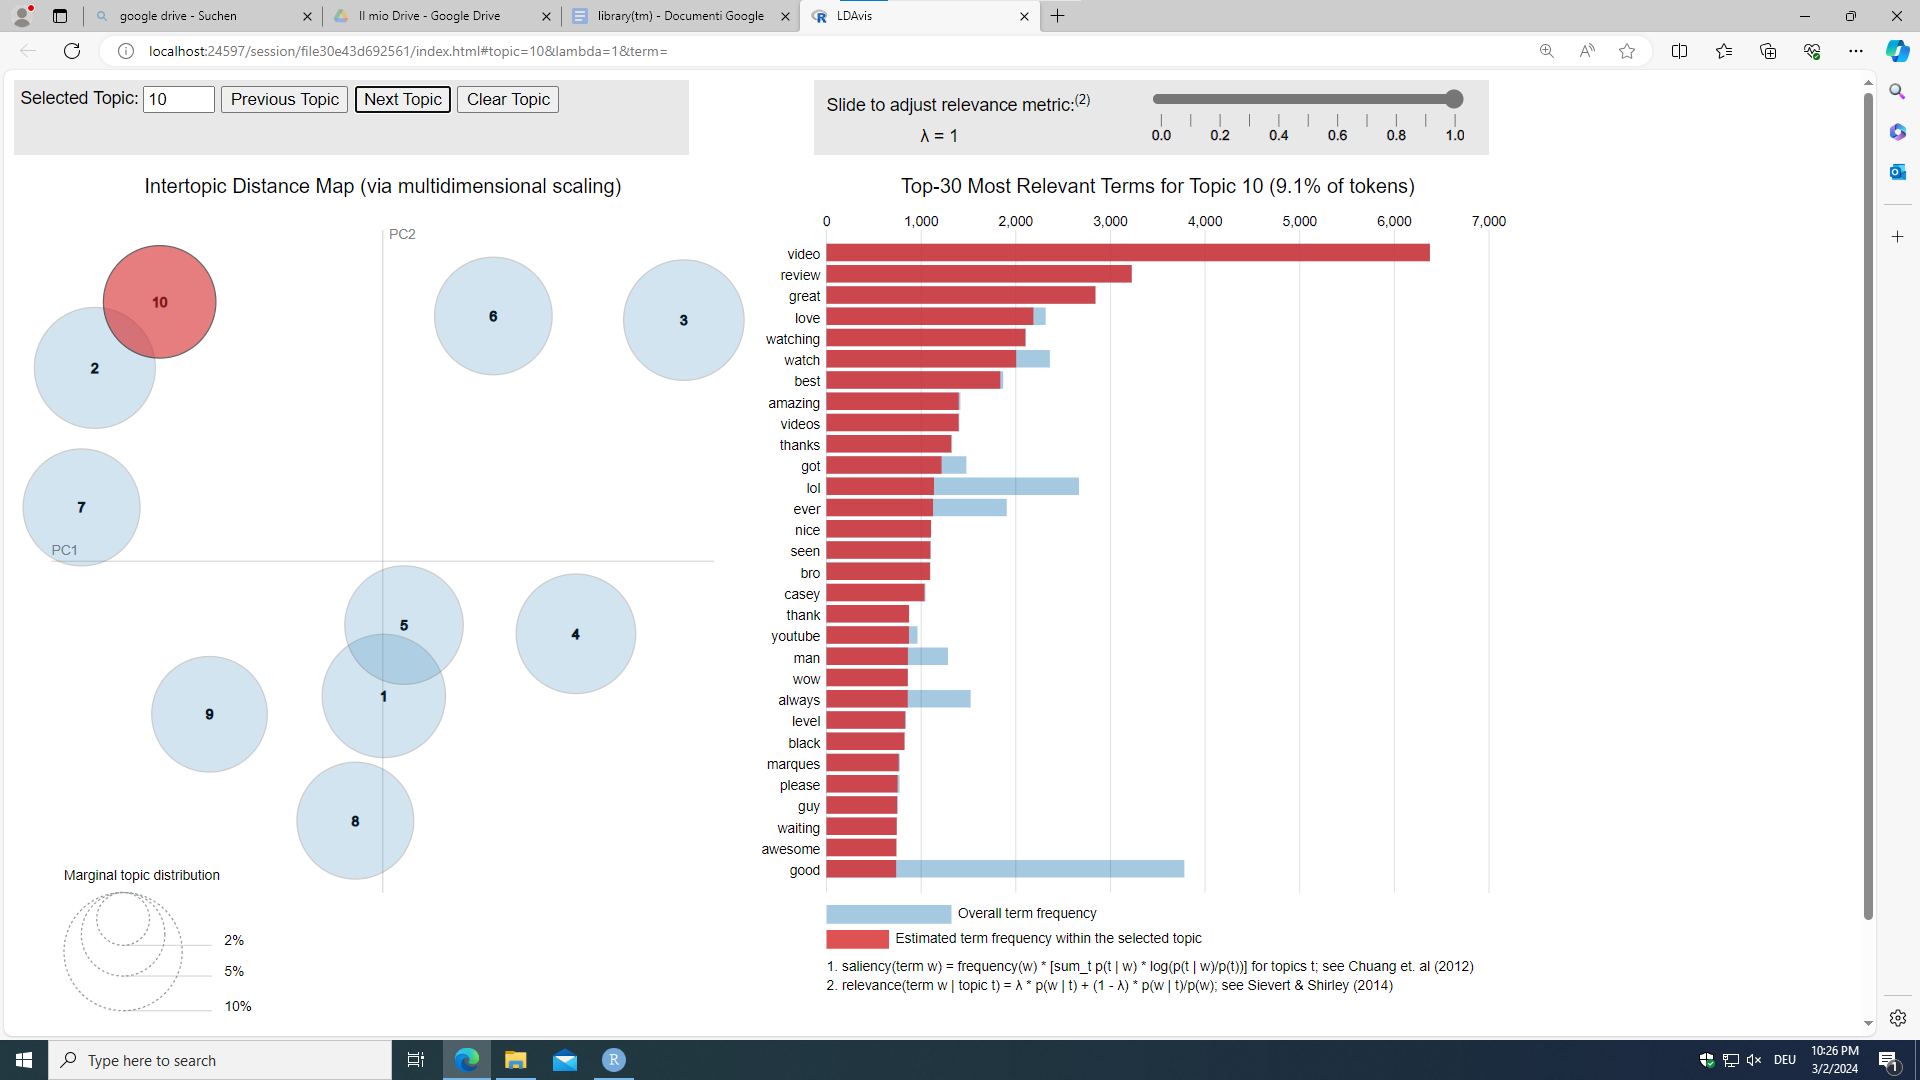 google drive - Suchen
Il mio Drive - Google Drive
library(tm) - Documenti Google
LDAvis
localhost:24597/session/file30e43d692561/index.html#topic=10&lambda=1&term=
Selected Topic: 10 Previous Topic Next Topic Clear Topic
Slide to adjust relevance metric:(2)
λ = 1
0.0 0.2 0.4 0.6 0.8 1.0
Intertopic Distance Map (via multidimensional scaling)
PC2
10
6
3
2
7
PC1
5
4
1
9
8
Marginal topic distribution
2%
5%
10%
Top-30 Most Relevant Terms for Topic 10 (9.1% of tokens)
0 1,000 2,000 3,000 4,000 5,000 6,000 7,000
video
review
great
love
watching
watch
best
amazing
videos
thanks
got
lol
ever
nice
seen
bro
casey
thank
youtube
man
wow
always
level
black
marques
please
guy
waiting
awesome
good
Overall term frequency
Estimated term frequency within the selected topic
1. saliency(term w) = frequency(w) * [sum_t p(t | w) * log(p(t | w)/p(t))] for topics t; see Chuang et. al (2012)
2. relevance(term w | topic t) = λ * p(w | t) + (1 - λ) * p(w | t)/p(w); see Sievert & Shirley (2014)
Type here to search
R
DEU
10:26 PM
3/2/2024
1